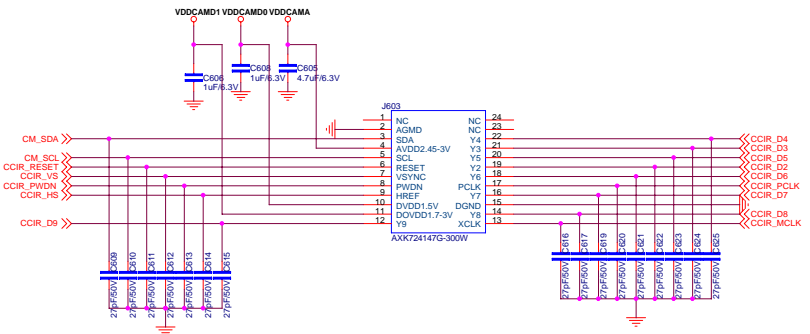 VDDCAMD1 VDDCAMD0 VDDCAMA
C606
1uF/6.3V
C608
1uF/6.3V
C605
4.7uF/6.3V
J603
1 NC NC 24
2 AGMD NC 23
3 SDA Y4 22
4 AVDD2.45-3V Y3 21
5 SCL Y5 20
6 RESET Y2 19
7 VSYNC Y6 18
8 PWDN PCLK 17
9 HREF Y7 16
10 DVDD1.5V DGND 15
11 DOVDD1.7-3V Y8 14
12 Y9 XCLK 13
AXK724147G-300W
CM_SDA
CM_SCL
CCIR_RESET
CCIR_VS
CCIR_PWDN
CCIR_HS
CCIR_D9
CCIR_D4
CCIR_D3
CCIR_D5
CCIR_D2
CCIR_D6
CCIR_PCLK
CCIR_D7
CCIR_D8
CCIR_MCLK
C609
27pF/50V
C610
27pF/50V
C611
27pF/50V
C612
27pF/50V
C613
27pF/50V
C614
27pF/50V
C615
27pF/50V
C616
27pF/50V
C617
27pF/50V
C619
27pF/50V
C620
27pF/50V
C621
27pF/50V
C622
27pF/50V
C623
27pF/50V
C624
27pF/50V
C625
27pF/50V